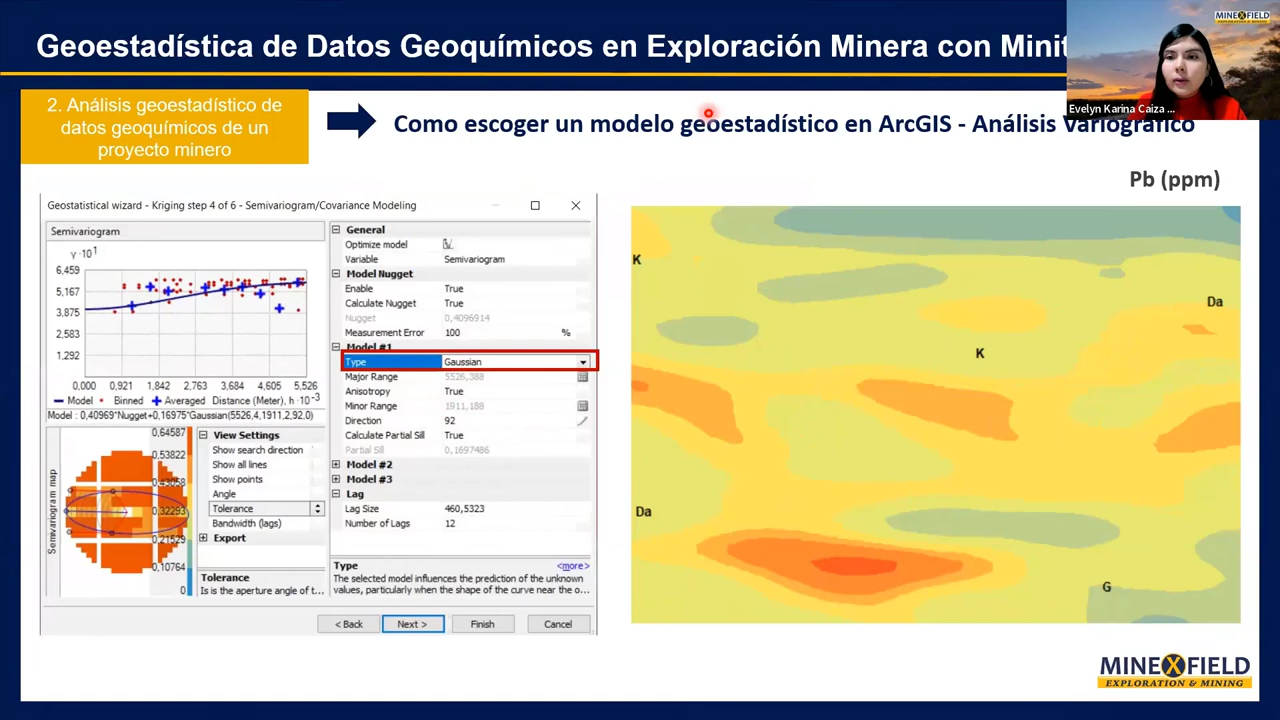 Geoestadística de Datos Geoquímicos en Exploración Minera con Minit
MINEXFIELD
EXPLORATION & MINING
Evelyn Karina Caiza ...
2. Análisis geoestadístico de
datos geoquímicos de un
proyecto minero
Como escoger un modelo geoestadístico en ArcGIS - Análisis Variográfico
Pb (ppm)
Geostatistical wizard - Kriging step 4 of 6 - Semivariogram/Covariance Modeling
Semivariogram
γ ·10¹
6,459
5,167
3,875
2,583
1,292
0,000 0,921 1,842 2,763 3,684 4,605 5,526
Model Binned Averaged Distance (Meter), h ·10⁻³
Model : 0,40969*Nugget+0,16975*Gaussian(5526,4,1911,2,92,0)
Semivariogram map
0,64587
0,53822
0,43058
0,32293
0,21529
0,10764
0
View Settings
Show search direction
Show all lines
Show points
Angle
Tolerance
Bandwidth (lags)
Export
Tolerance
Is is the aperture angle of t...
General
Optimize model
Variable Semivariogram
Model Nugget
Enable True
Calculate Nugget True
Nugget 0,4096914
Measurement Error 100 %
Model #1
Type Gaussian
Major Range 5526,388
Anisotropy True
Minor Range 1911,188
Direction 92
Calculate Partial Sill True
Partial Sill 0,1697486
Model #2
Model #3
Lag
Lag Size 460,5323
Number of Lags 12
Type <more>
The selected model influences the prediction of the unknown
values, particularly when the shape of the curve near the o...
< Back Next > Finish Cancel
K
Da
K
Da
G
MINEXFIELD
EXPLORATION & MINING